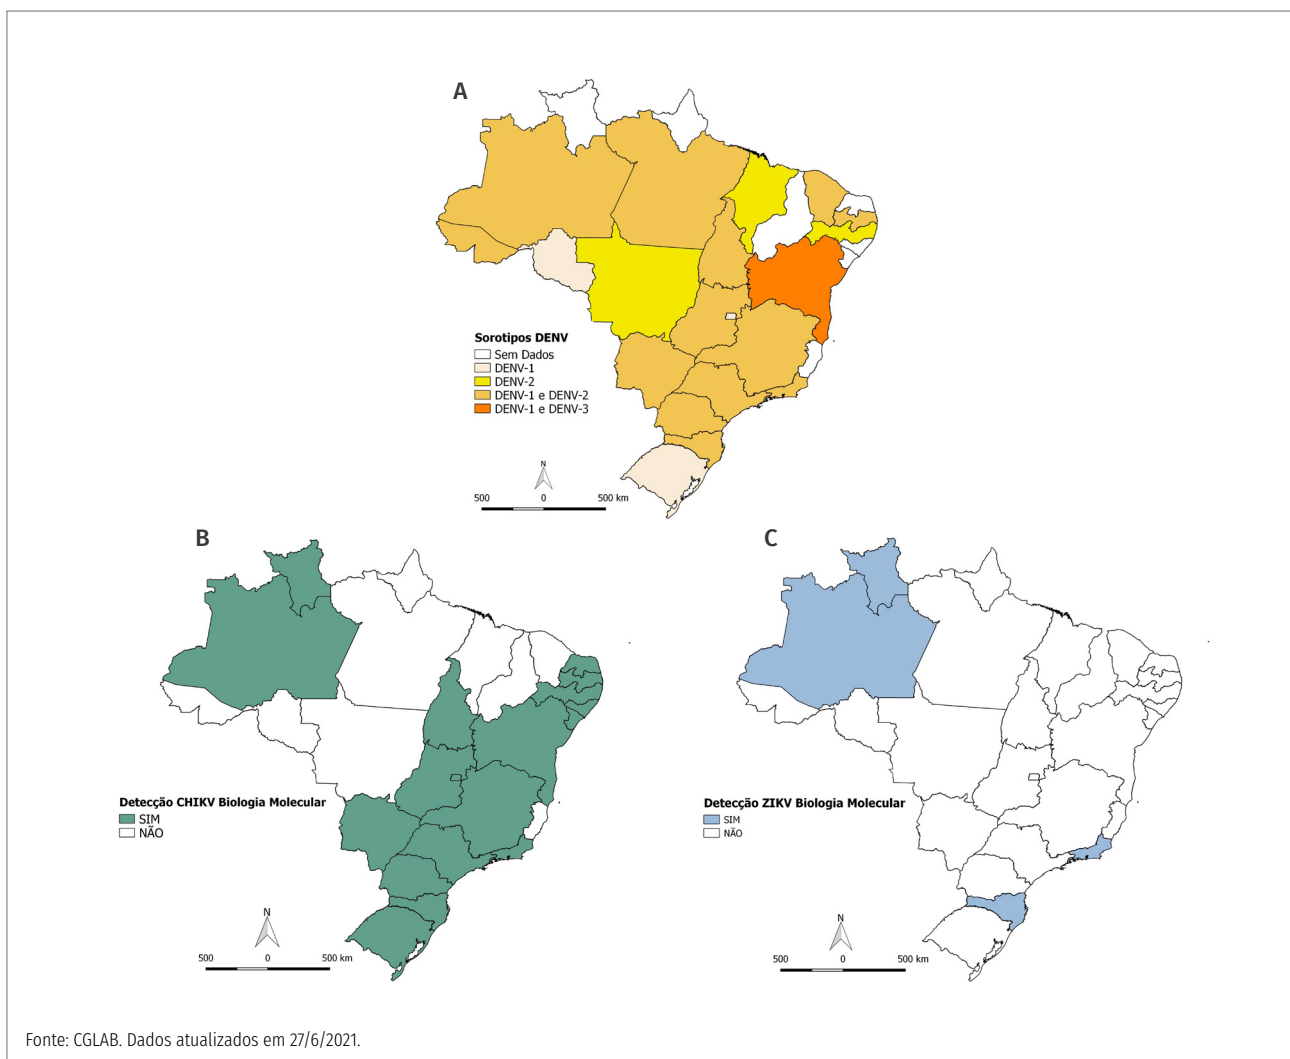 A
Sorotipos DENV
Sem Dados
DENV-1
DENV-2
DENV-1 e DENV-2
DENV-1 e DENV-3
N
500 0 500 km
B
Detecção CHIKV Biologia Molecular
SIM
NÃO
N
500 0 500 km
C
Detecção ZIKV Biologia Molecular
SIM
NÃO
N
500 0 500 km
Fonte: CGLAB. Dados atualizados em 27/6/2021.